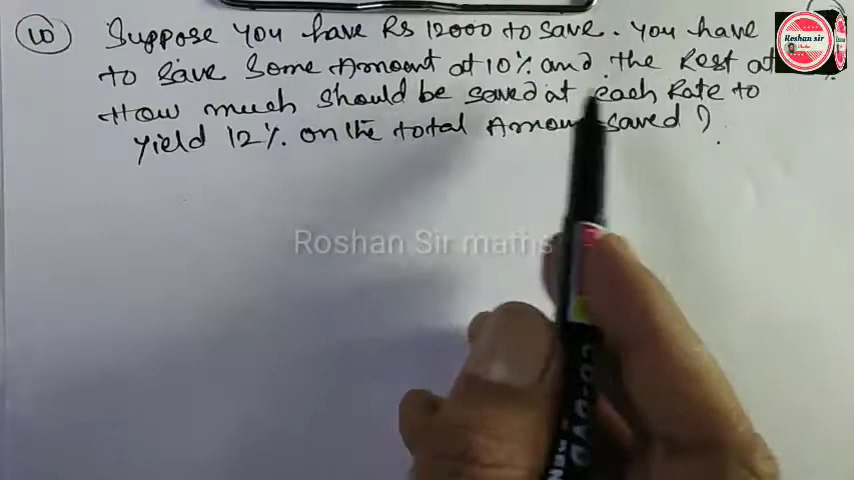 10 Suppose you have Rs 12000 to save. You have
to save some Amount at 10% and the Rest at %
How much should be saved at each Rate to
yield 12% on the total Amoun saved ?
Roshan sir
Roshan Sir maths